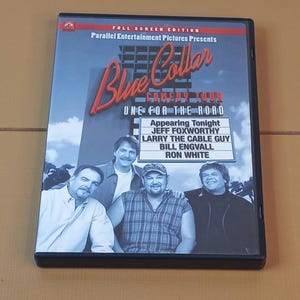 FULL SCREEN EDITION
Parallel Entertainment Pictures Presents
Blue Collar
COMEDY TOUR
ONE FOR THE ROAD
Appearing Tonight
JEFF FOXWORTHY
LARRY THE CABLE GUY
BILL ENGVALL
RON WHITE